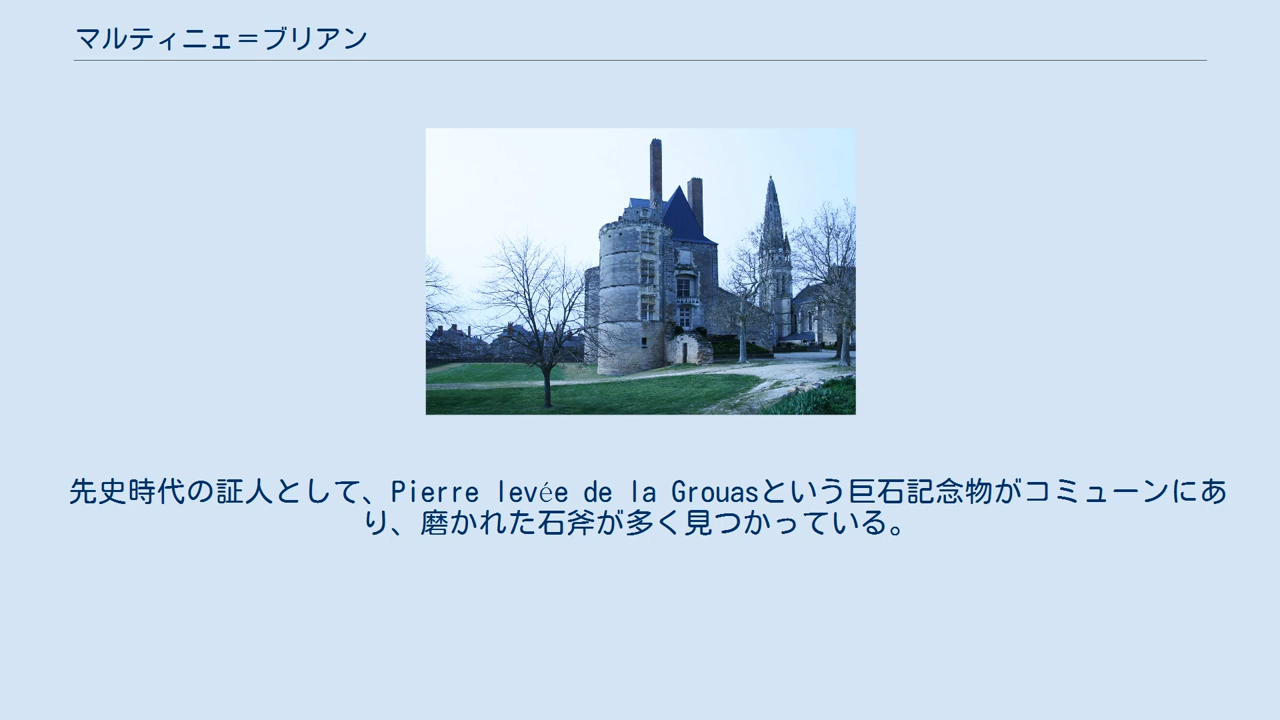 マルティニェ＝ブリアン
先史時代の証人として、Pierre levée de la Grouasという巨石記念物がコミューンにあ
り、磨かれた石斧が多く見つかっている。